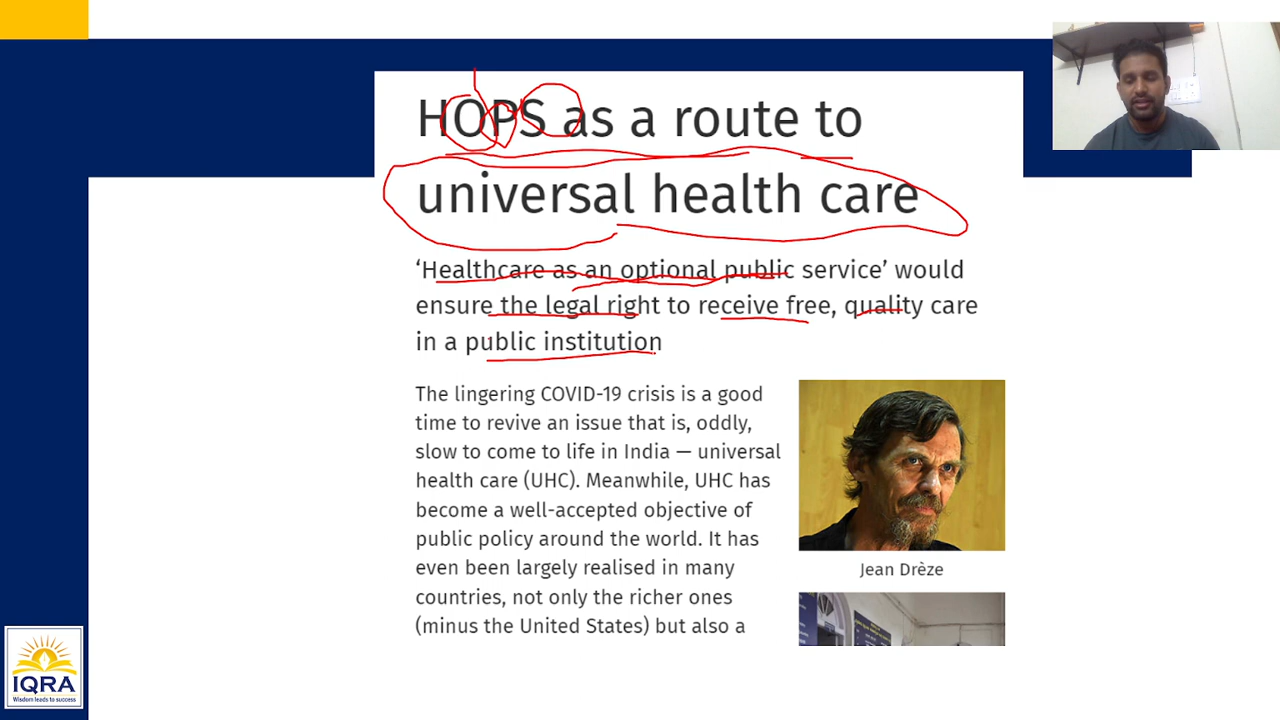 HOPS as a route to
universal health care
‘Healthcare as an optional public service’ would
ensure the legal right to receive free, quality care
in a public institution
The lingering COVID-19 crisis is a good
time to revive an issue that is, oddly,
slow to come to life in India — universal
health care (UHC). Meanwhile, UHC has
become a well-accepted objective of
public policy around the world. It has
even been largely realised in many
countries, not only the richer ones
(minus the United States) but also a
Jean Drèze
IQRA
Wisdom leads to success